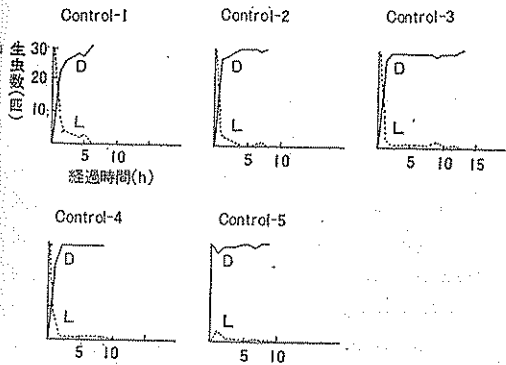 Control-1
Control-2
Control-3
生虫数(匹)
30
20
10
D
L
5 10
経過時間(h)
D
L
5 10
D
L
5 10 15
Control-4
Control-5
D
L
5 10
D
L
5 10